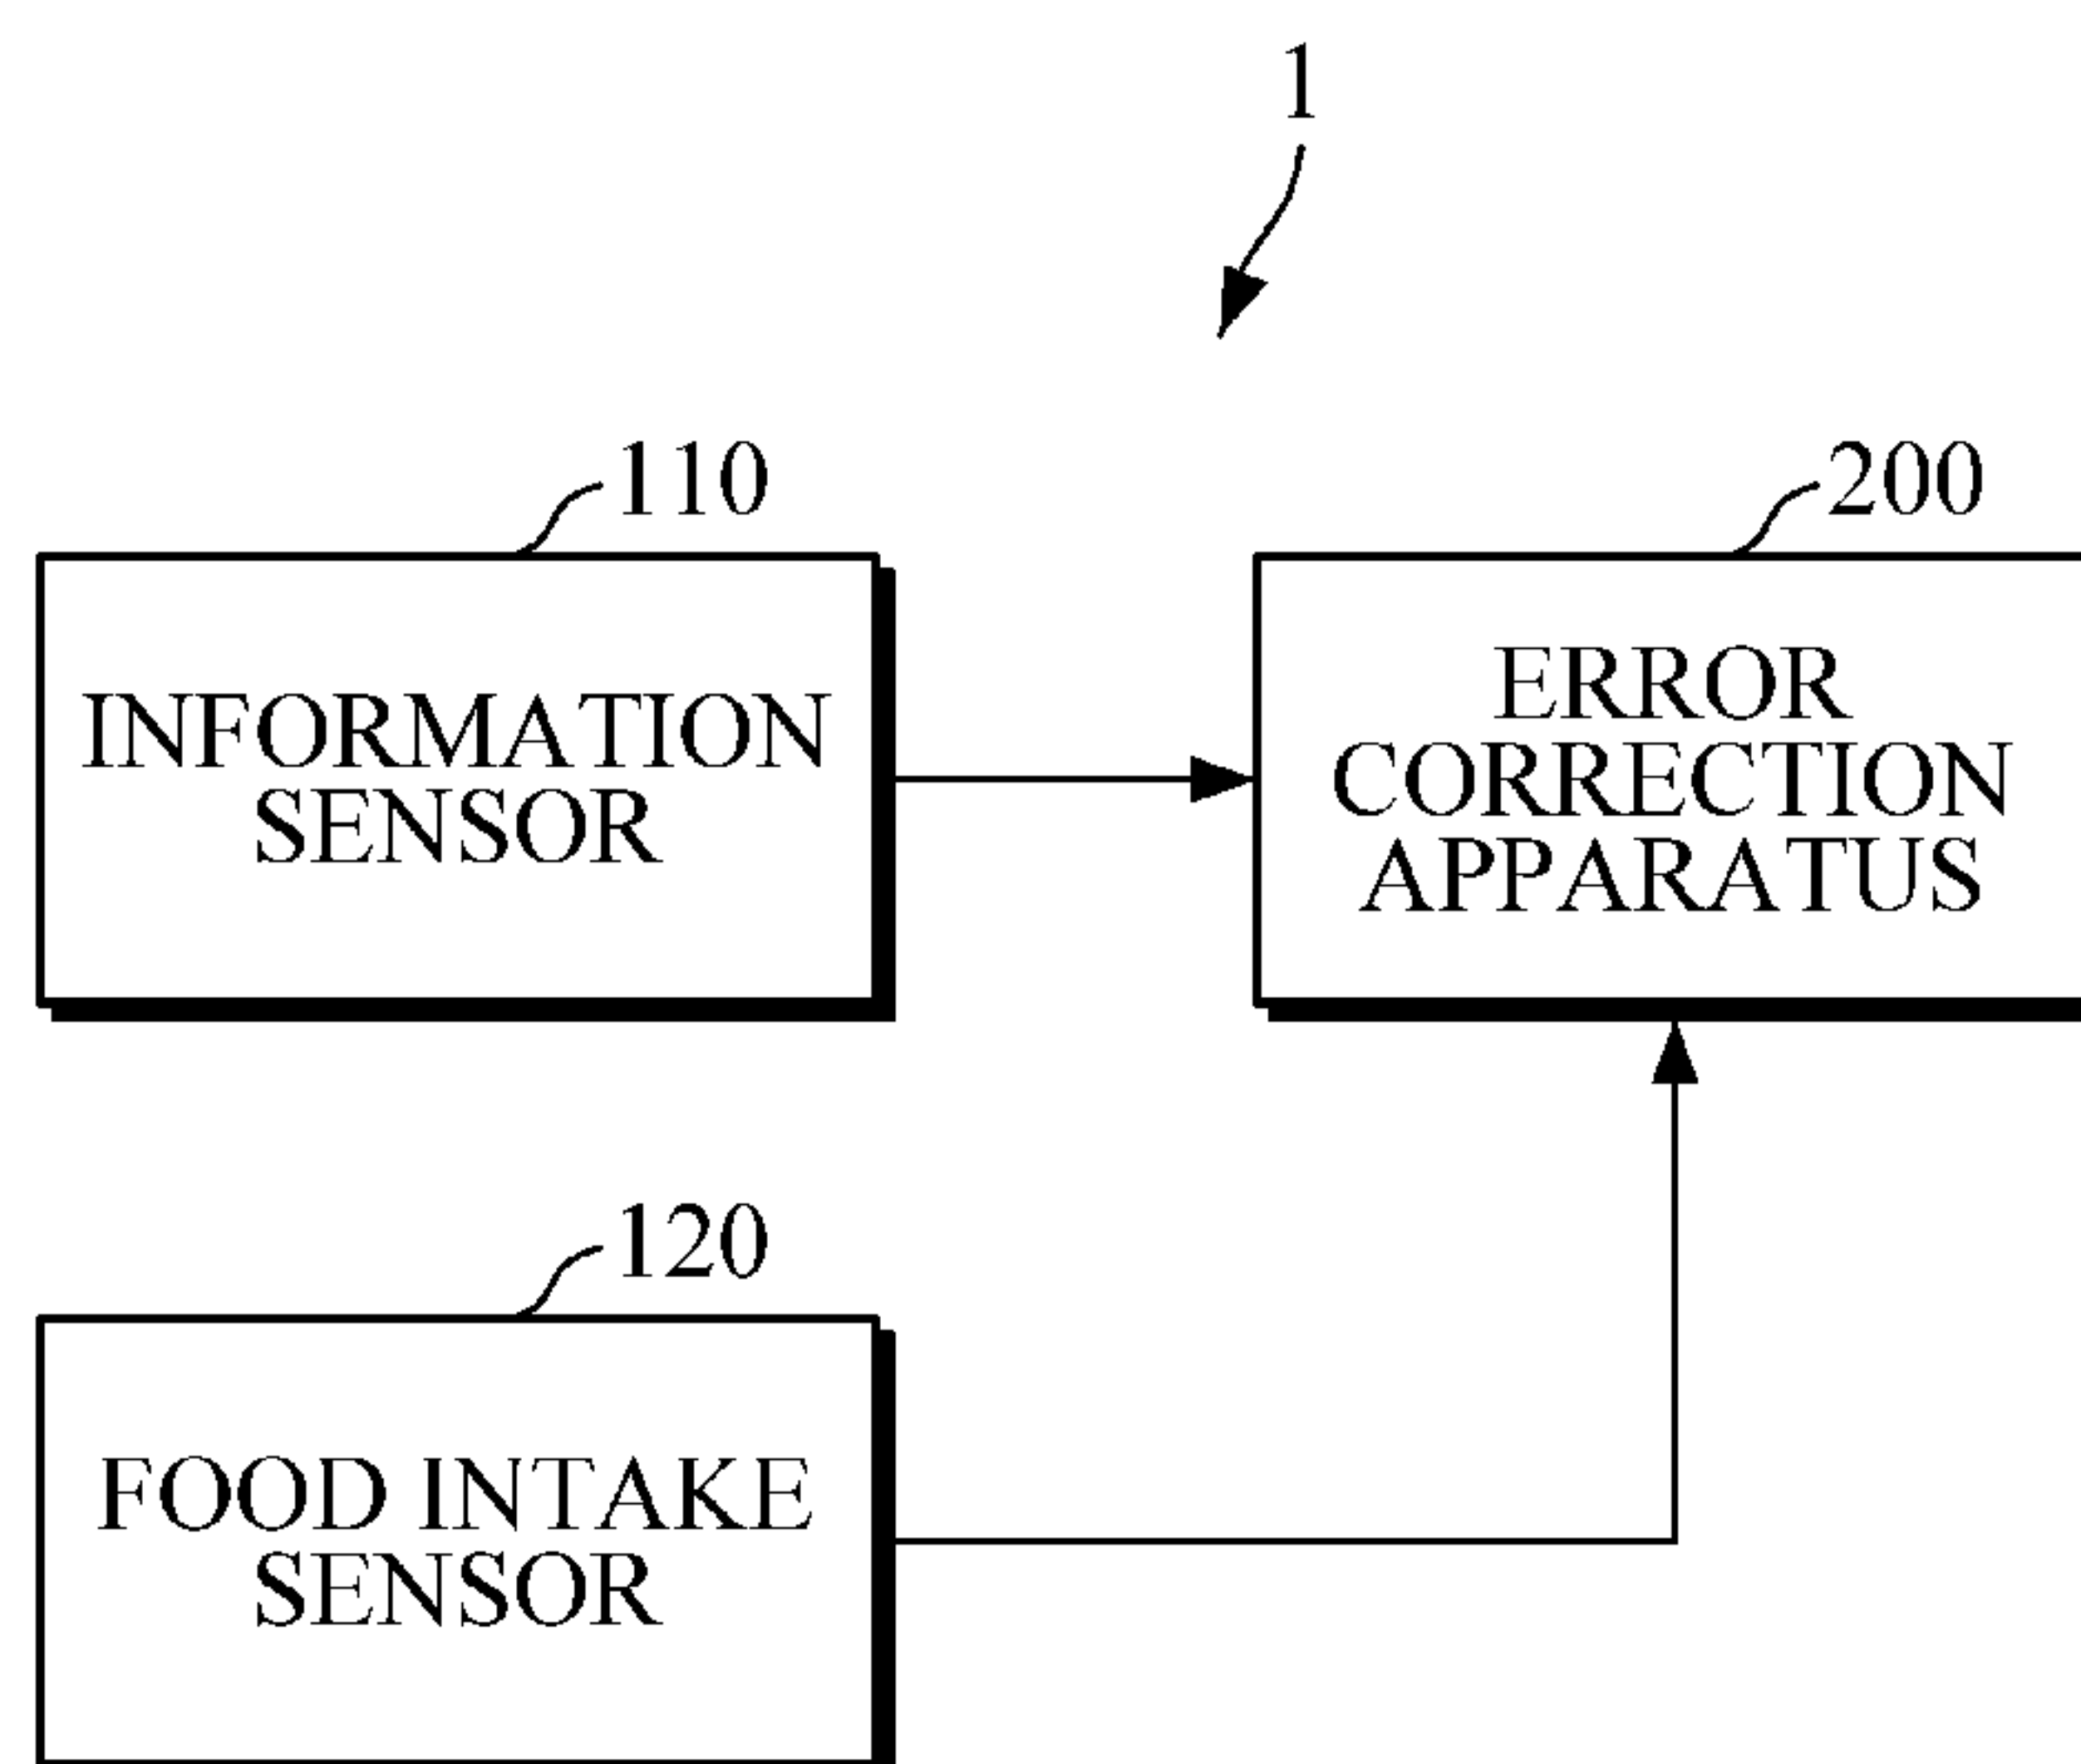 1
110
200
INFORMATION
SENSOR
ERROR
CORRECTION
APPARATUS
120
FOOD INTAKE
SENSOR